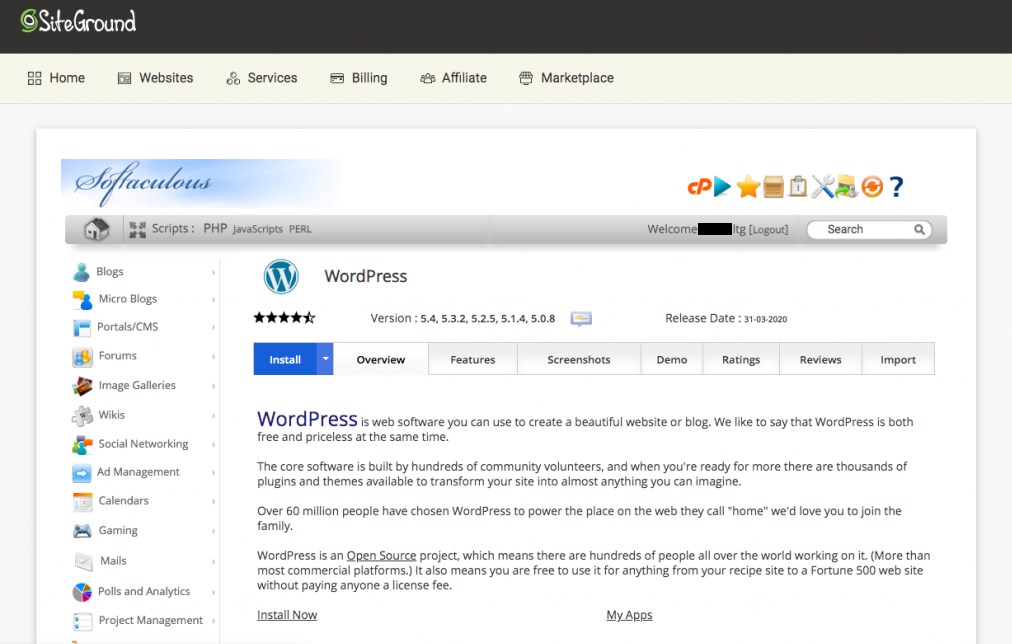 SiteGround
Home Websites Services Billing Affiliate Marketplace
Softaculous
cP ?
Scripts : PHP JavaScripts PERL Welcome ltg [Logout] Search
Blogs
Micro Blogs
Portals/CMS
Forums
Image Galleries
Wikis
Social Networking
Ad Management
Calendars
Gaming
Mails
Polls and Analytics
Project Management
WordPress
Version : 5.4, 5.3.2, 5.2.5, 5.1.4, 5.0.8 Release Date : 31-03-2020
Install Overview Features Screenshots Demo Ratings Reviews Import
WordPress is web software you can use to create a beautiful website or blog. We like to say that WordPress is both
free and priceless at the same time.
The core software is built by hundreds of community volunteers, and when you're ready for more there are thousands of
plugins and themes available to transform your site into almost anything you can imagine.
Over 60 million people have chosen WordPress to power the place on the web they call "home" we'd love you to join the
family.
WordPress is an Open Source project, which means there are hundreds of people all over the world working on it. (More than
most commercial platforms.) It also means you are free to use it for anything from your recipe site to a Fortune 500 web site
without paying anyone a license fee.
Install Now My Apps